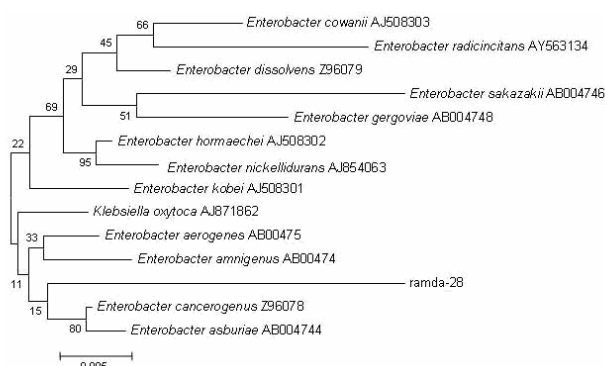 66
Enterobacter cowanii AJ508303
45
Enterobacter radicincitans AY563134
29
Enterobacter dissolvens Z96079
Enterobacter sakazakii AB004746
69
51
Enterobacter gergoviae AB004748
22
Enterobacter hormaechei AJ508302
95
Enterobacter nickellidurans AJ854063
Enterobacter kobei AJ508301
Klebsiella oxytoca AJ871862
33
Enterobacter aerogenes AB00475
Enterobacter amnigenus AB00474
11
ramda-28
15
Enterobacter cancerogenus Z96078
80
Enterobacter asburiae AB004744